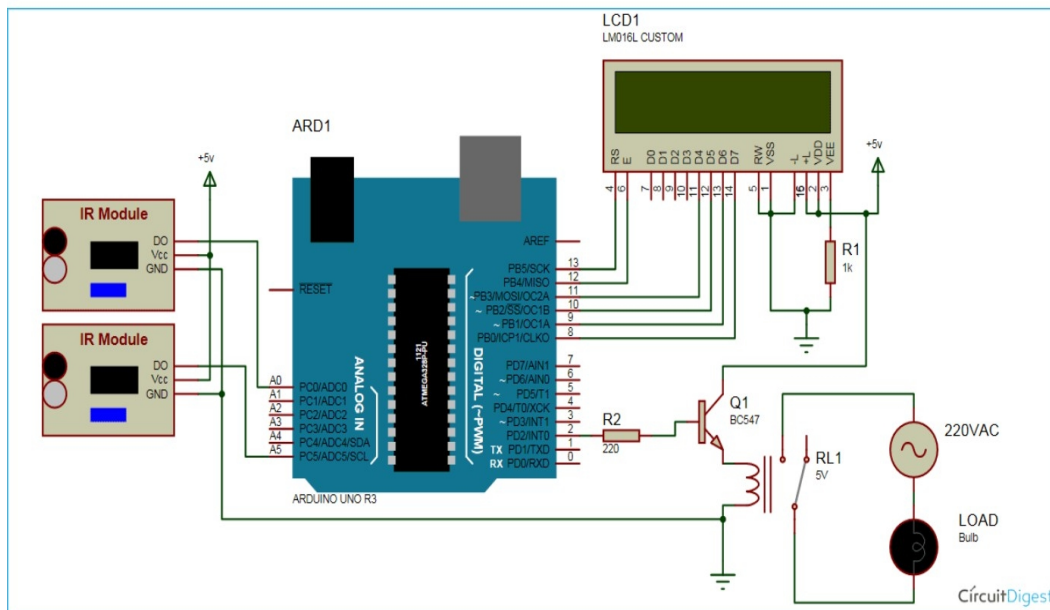 LCD1
LM016L CUSTOM
RS
E
D0
D1
D2
D3
D4
D5
D6
D7
RW
VSS
-L
+L
VDD
VEE
4
6
7
8
9
10
11
12
13
14
5
1
16
2
3
+5v
R1
1k
ARD1
+5v
IR Module
DO
Vcc
GND
IR Module
DO
Vcc
GND
RESET
A0
A1
A2
A3
A4
A5
PC0/ADC0
PC1/ADC1
PC2/ADC2
PC3/ADC3
PC4/ADC4/SDA
PC5/ADC5/SCL
ANALOG IN
1121
ATMEGA328P-PU
DIGITAL (~PWM)
AREF
PB5/SCK 13
PB4/MISO 12
~PB3/MOSI/OC2A 11
~ PB2/SS/OC1B 10
~ PB1/OC1A 9
PB0/ICP1/CLKO 8
PD7/AIN1 7
~ PD6/AIN0 6
~ PD5/T1 5
PD4/T0/XCK 4
~ PD3/INT1 3
PD2/INT0 2
TX PD1/TXD 1
RX PD0/RXD 0
ARDUINO UNO R3
R2
220
Q1
BC547
RL1
5V
220VAC
LOAD
Bulb
CircuitDigest